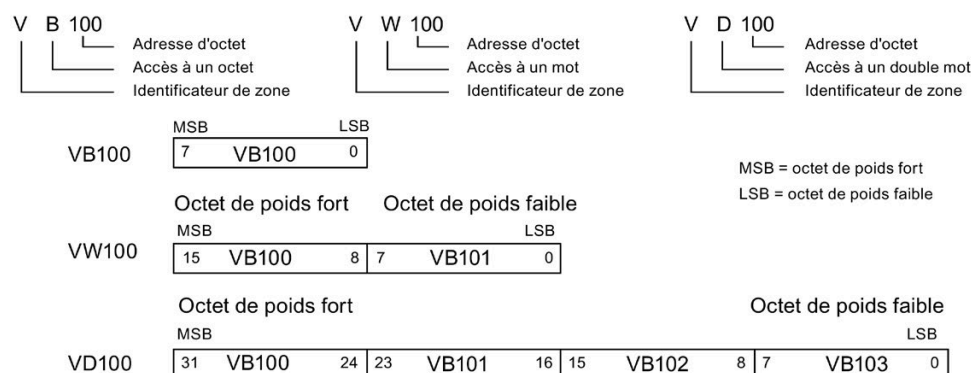 V B 100 V W 100 V D 100
Adresse d'octet Adresse d'octet Adresse d'octet
Accès à un octet Accès à un mot Accès à un double mot
Identificateur de zone Identificateur de zone Identificateur de zone
MSB LSB
VB100 7 VB100 0
MSB = octet de poids fort
LSB = octet de poids faible
Octet de poids fort Octet de poids faible
MSB LSB
VW100 15 VB100 8 7 VB101 0
Octet de poids fort Octet de poids faible
MSB LSB
VD100 31 VB100 24 23 VB101 16 15 VB102 8 7 VB103 0